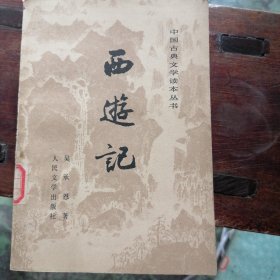 中国古典文学读本丛书
西遊記
吴承恩 著
人民文学出版社